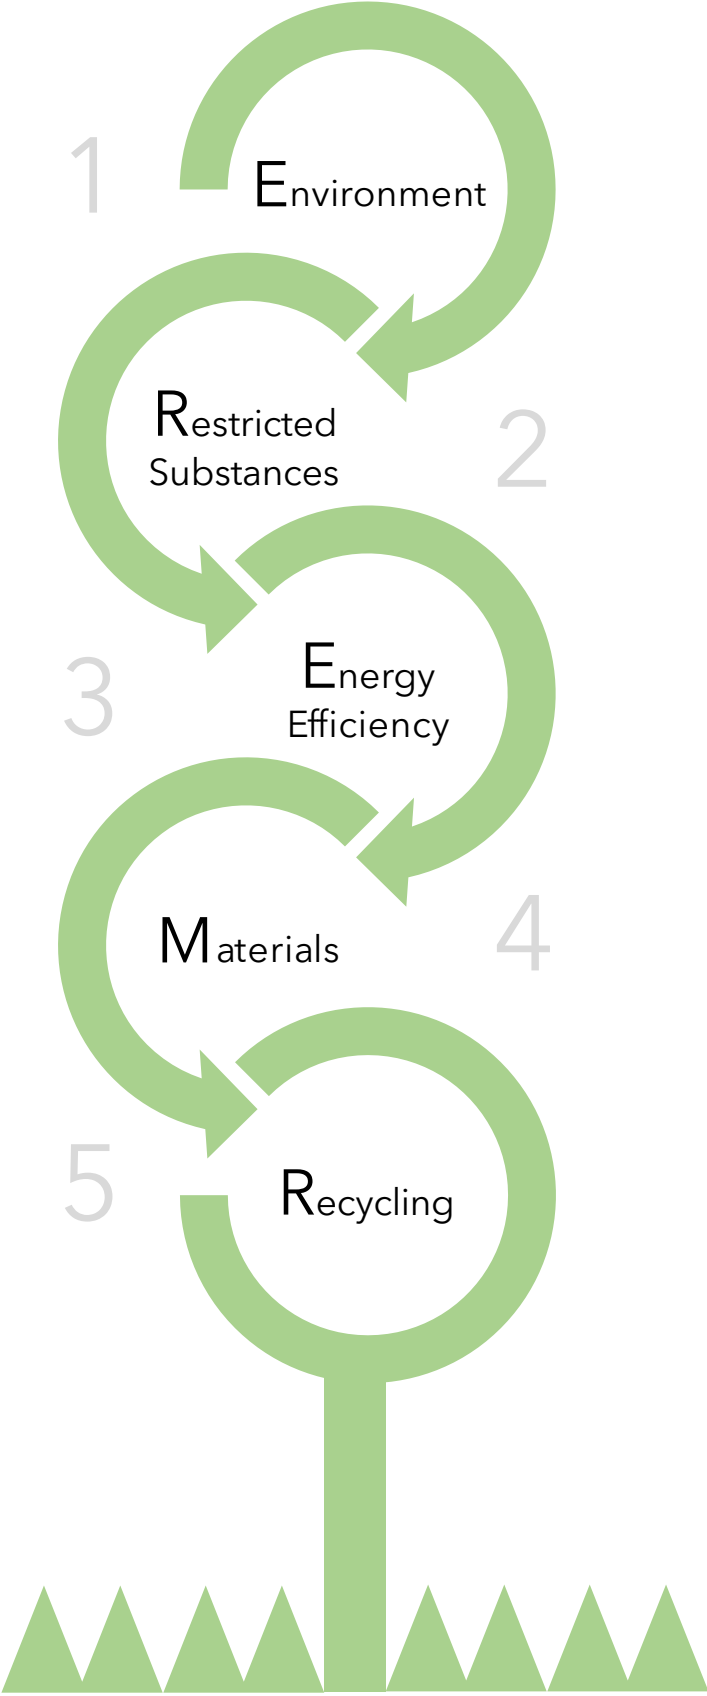 1
Environment
2
Restricted
Substances
3
Energy
Efficiency
4
Materials
5
Recycling